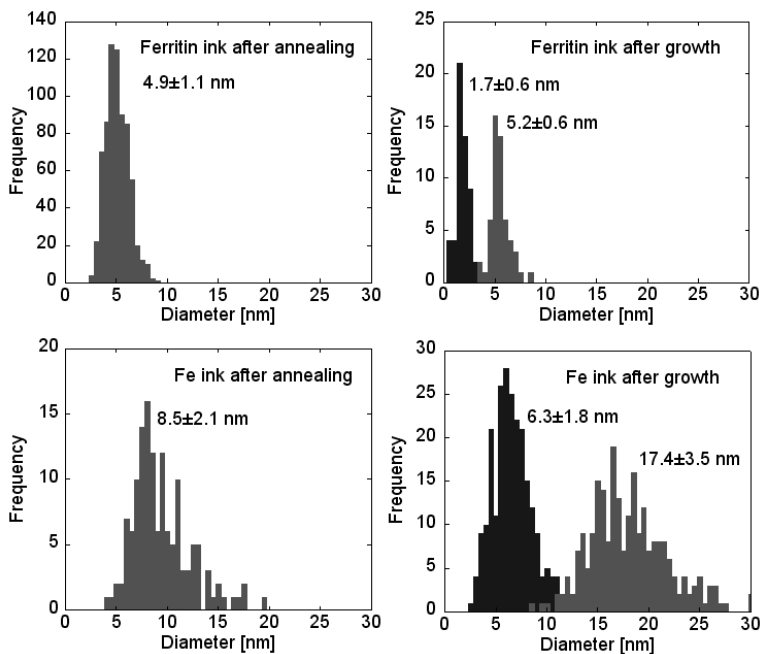 Ferritin ink after annealing
4.9±1.1 nm
Frequency
140
120
100
80
60
40
20
0
0 5 10 15 20 25 30
Diameter [nm]
Ferritin ink after growth
1.7±0.6 nm
5.2±0.6 nm
Frequency
25
20
15
10
5
0
0 5 10 15 20 25 30
Diameter [nm]
Fe ink after annealing
8.5±2.1 nm
Frequency
20
15
10
5
0
0 5 10 15 20 25 30
Diameter [nm]
Fe ink after growth
6.3±1.8 nm
17.4±3.5 nm
Frequency
30
25
20
15
10
5
0
0 5 10 15 20 25 30
Diameter [nm]